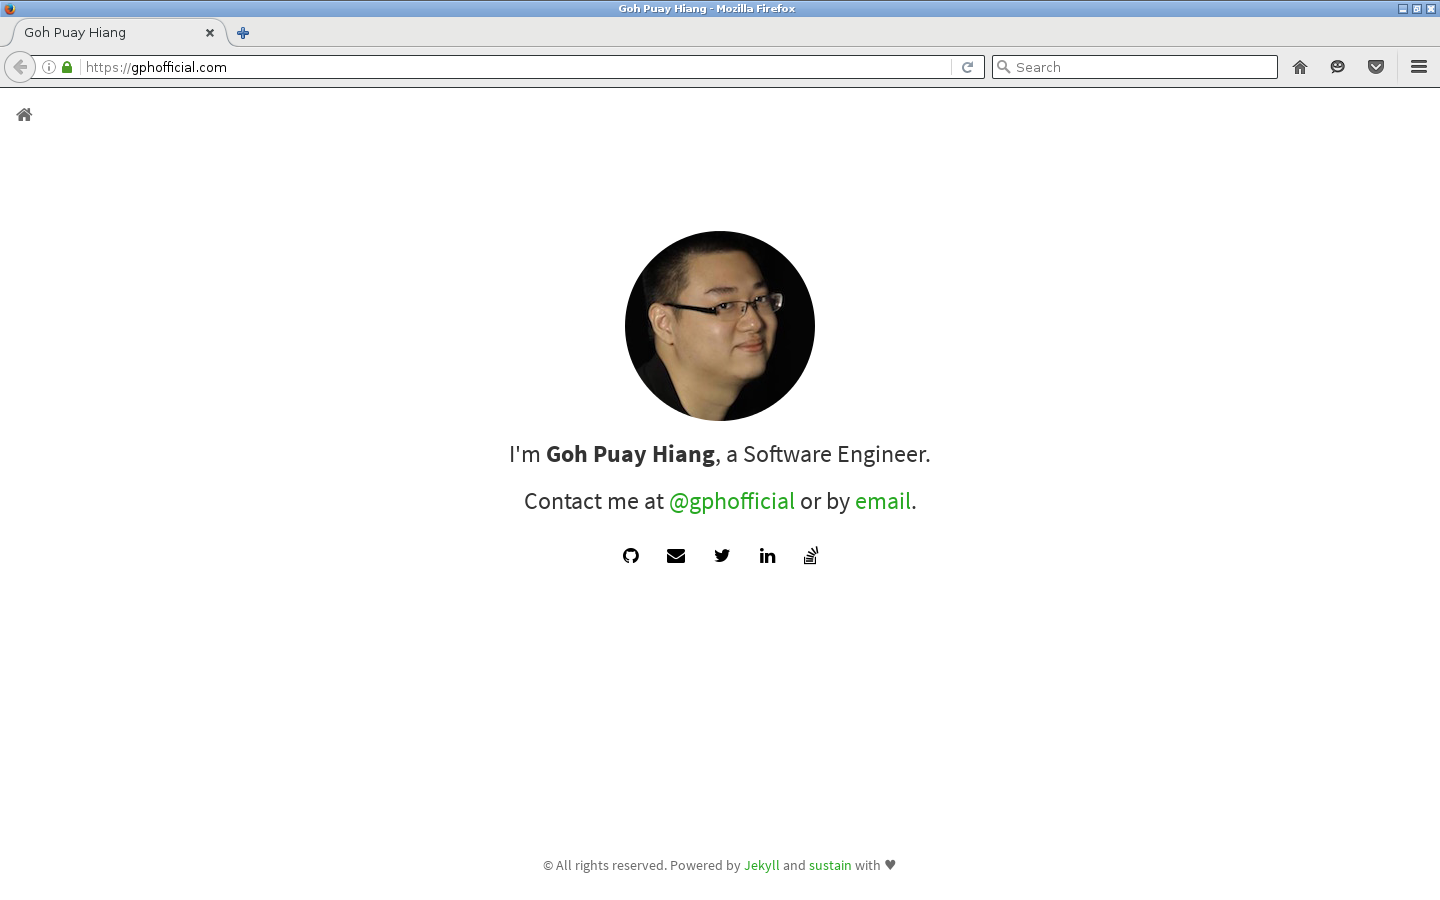 Goh Puay Hiang - Mozilla Firefox
Goh Puay Hiang
https://gphofficial.com
Search
I'm Goh Puay Hiang, a Software Engineer.
Contact me at @gphofficial or by email.
© All rights reserved. Powered by Jekyll and sustain with ♥